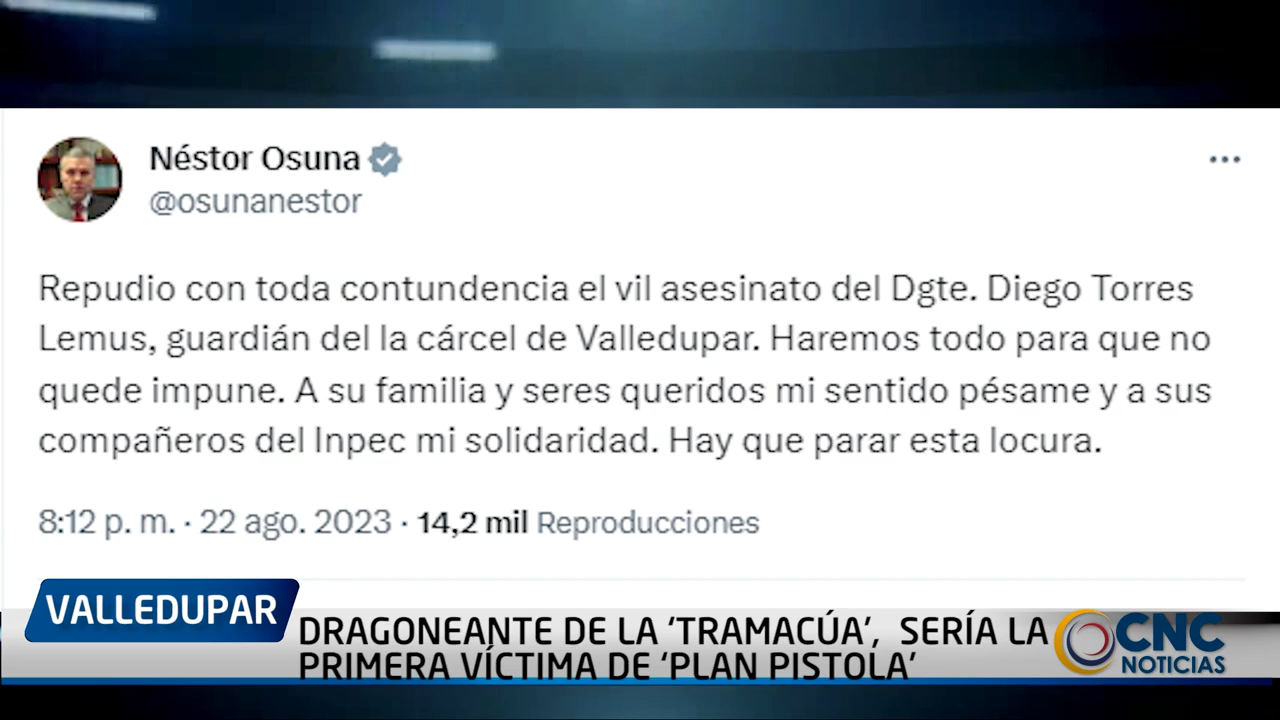 Néstor Osuna
@osunanestor
Repudio con toda contundencia el vil asesinato del Dgte. Diego Torres
Lemus, guardián del la cárcel de Valledupar. Haremos todo para que no
quede impune. A su familia y seres queridos mi sentido pésame y a sus
compañeros del Inpec mi solidaridad. Hay que parar esta locura.
8:12 p. m. · 22 ago. 2023 · 14,2 mil Reproducciones
VALLEDUPAR
DRAGONEANTE DE LA ‘TRAMACÚA’, SERÍA LA
PRIMERA VÍCTIMA DE ‘PLAN PISTOLA’
CNC
NOTICIAS